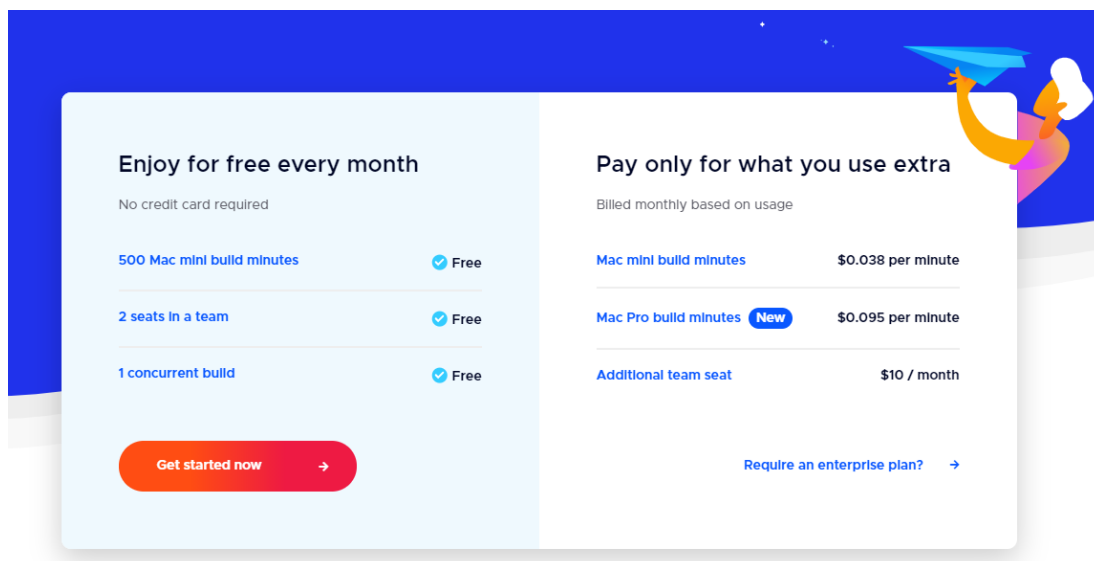 Enjoy for free every month
No credit card required
500 Mac mini build minutes Free
2 seats in a team Free
1 concurrent build Free
Get started now →
Pay only for what you use extra
Billed monthly based on usage
Mac mini build minutes $0.038 per minute
Mac Pro build minutes New $0.095 per minute
Additional team seat $10 / month
Require an enterprise plan? →